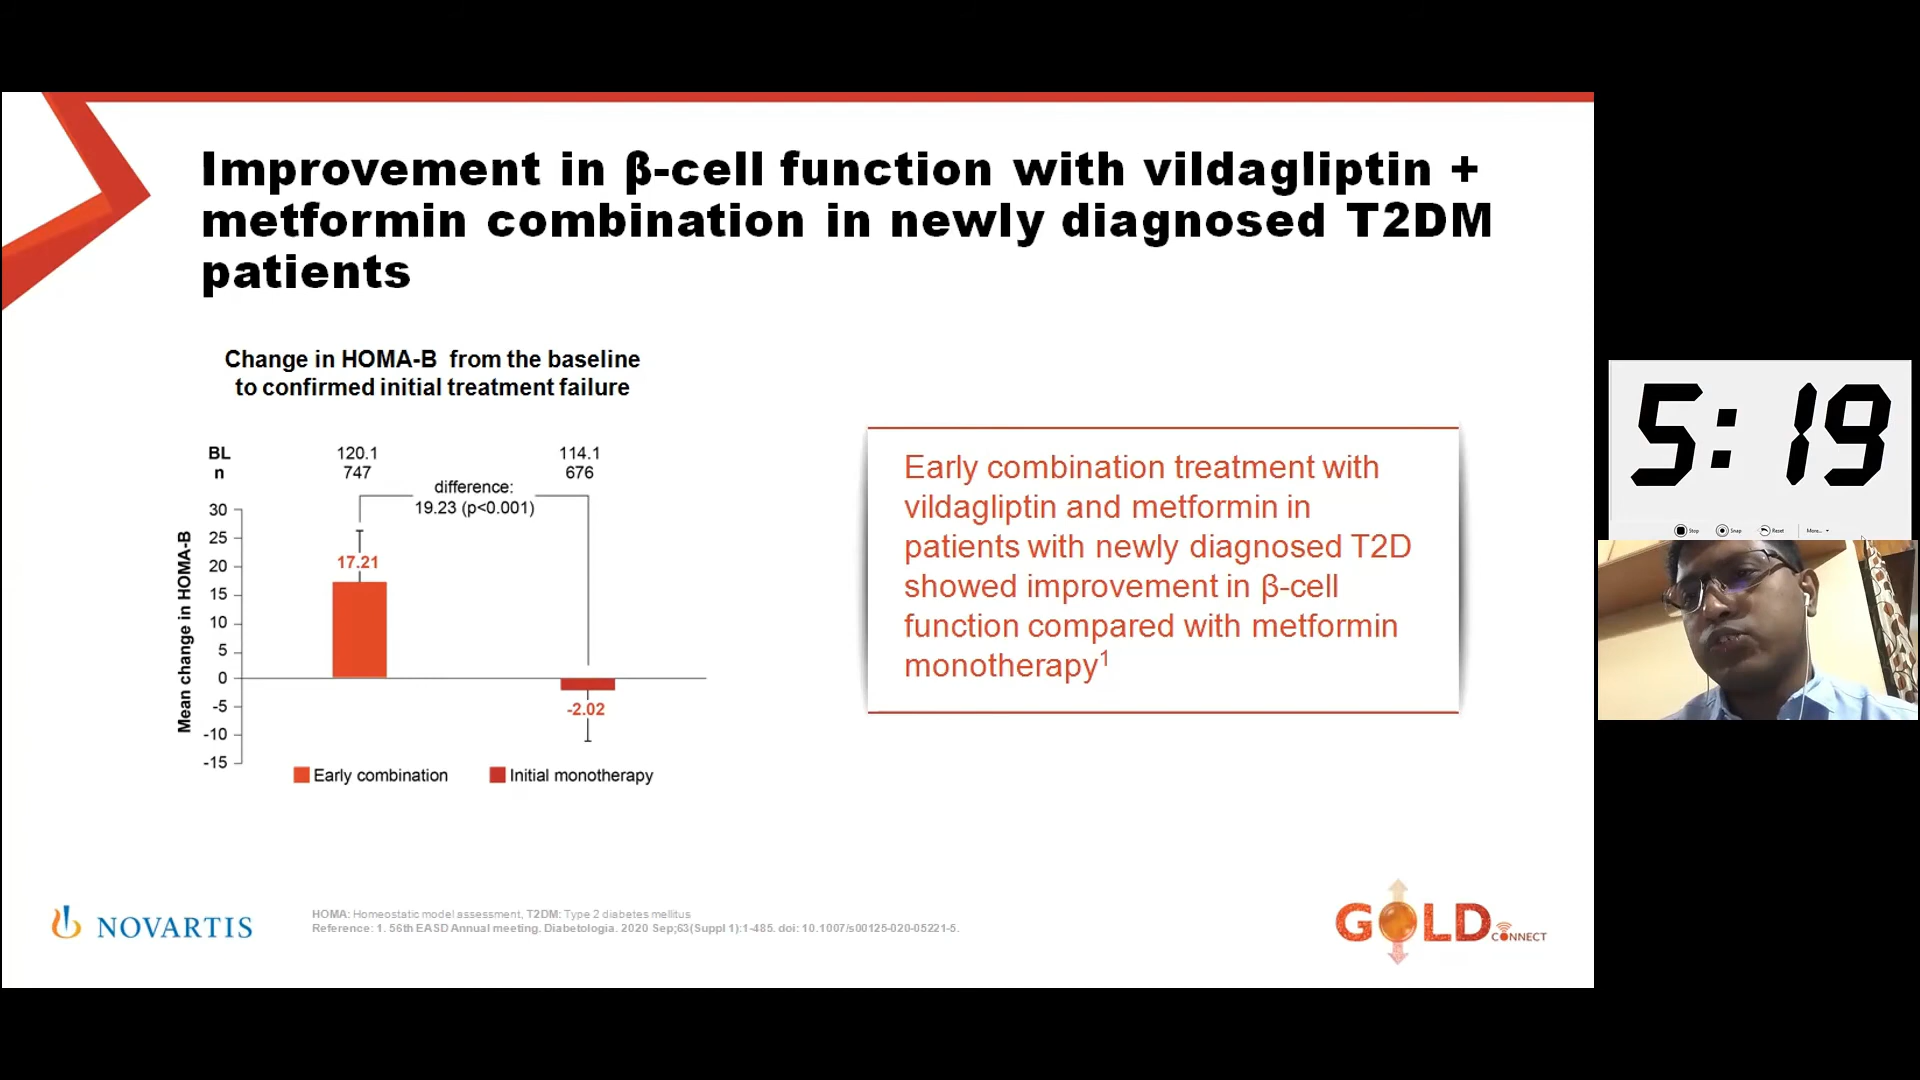 Improvement in β-cell function with vildagliptin +
metformin combination in newly diagnosed T2DM
patients
Change in HOMA-B from the baseline
to confirmed initial treatment failure
BL 120.1 114.1
n 747 676
difference:
19.23 (p<0.001)
Mean change in HOMA-B
30
25
20
15
10
5
0
-5
-10
-15
17.21
-2.02
Early combination
Initial monotherapy
Early combination treatment with
vildagliptin and metformin in
patients with newly diagnosed T2D
showed improvement in β-cell
function compared with metformin
monotherapy1
5:19
Stop Snap Reset More...
NOVARTIS
HOMA: Homeostatic model assessment, T2DM: Type 2 diabetes mellitus
Reference: 1. 56th EASD Annual meeting. Diabetologia. 2020 Sep;63(Suppl 1):1-485. doi: 10.1007/s00125-020-05221-5.
GOLD CONNECT